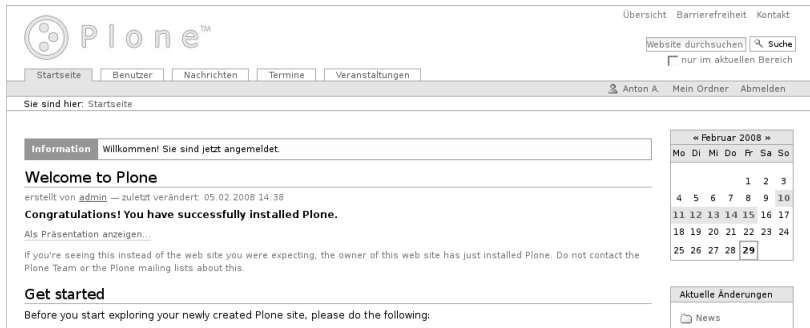 Übersicht Barrierefreiheit Kontakt
Plone™
Website durchsuchen Suche
nur im aktuellen Bereich
Startseite Benutzer Nachrichten Termine Veranstaltungen
Anton A. Mein Ordner Abmelden
Sie sind hier: Startseite
Information Willkommen! Sie sind jetzt angemeldet.
Welcome to Plone
erstellt von admin — zuletzt verändert: 05.02.2008 14:38
Congratulations! You have successfully installed Plone.
Als Präsentation anzeigen...
If you're seeing this instead of the web site you were expecting, the owner of this web site has just installed Plone. Do not contact the
Plone Team or the Plone mailing lists about this.
Get started
Before you start exploring your newly created Plone site, please do the following:
« Februar 2008 »
Mo Di Mi Do Fr Sa So
1 2 3
4 5 6 7 8 9 10
11 12 13 14 15 16 17
18 19 20 21 22 23 24
25 26 27 28 29
Aktuelle Änderungen
News